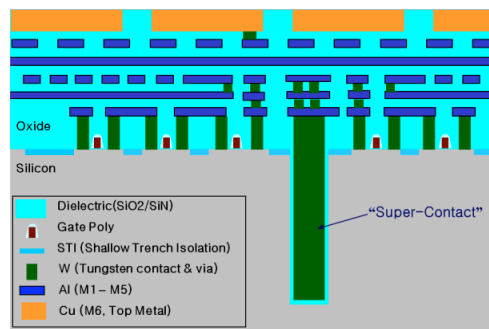 Oxide
Silicon
"Super-Contact"
Dielectric(SiO2/SiN)
Gate Poly
STI (Shallow Trench Isolation)
W (Tungsten contact & via)
Al (M1– M5)
Cu (M6, Top Metal)